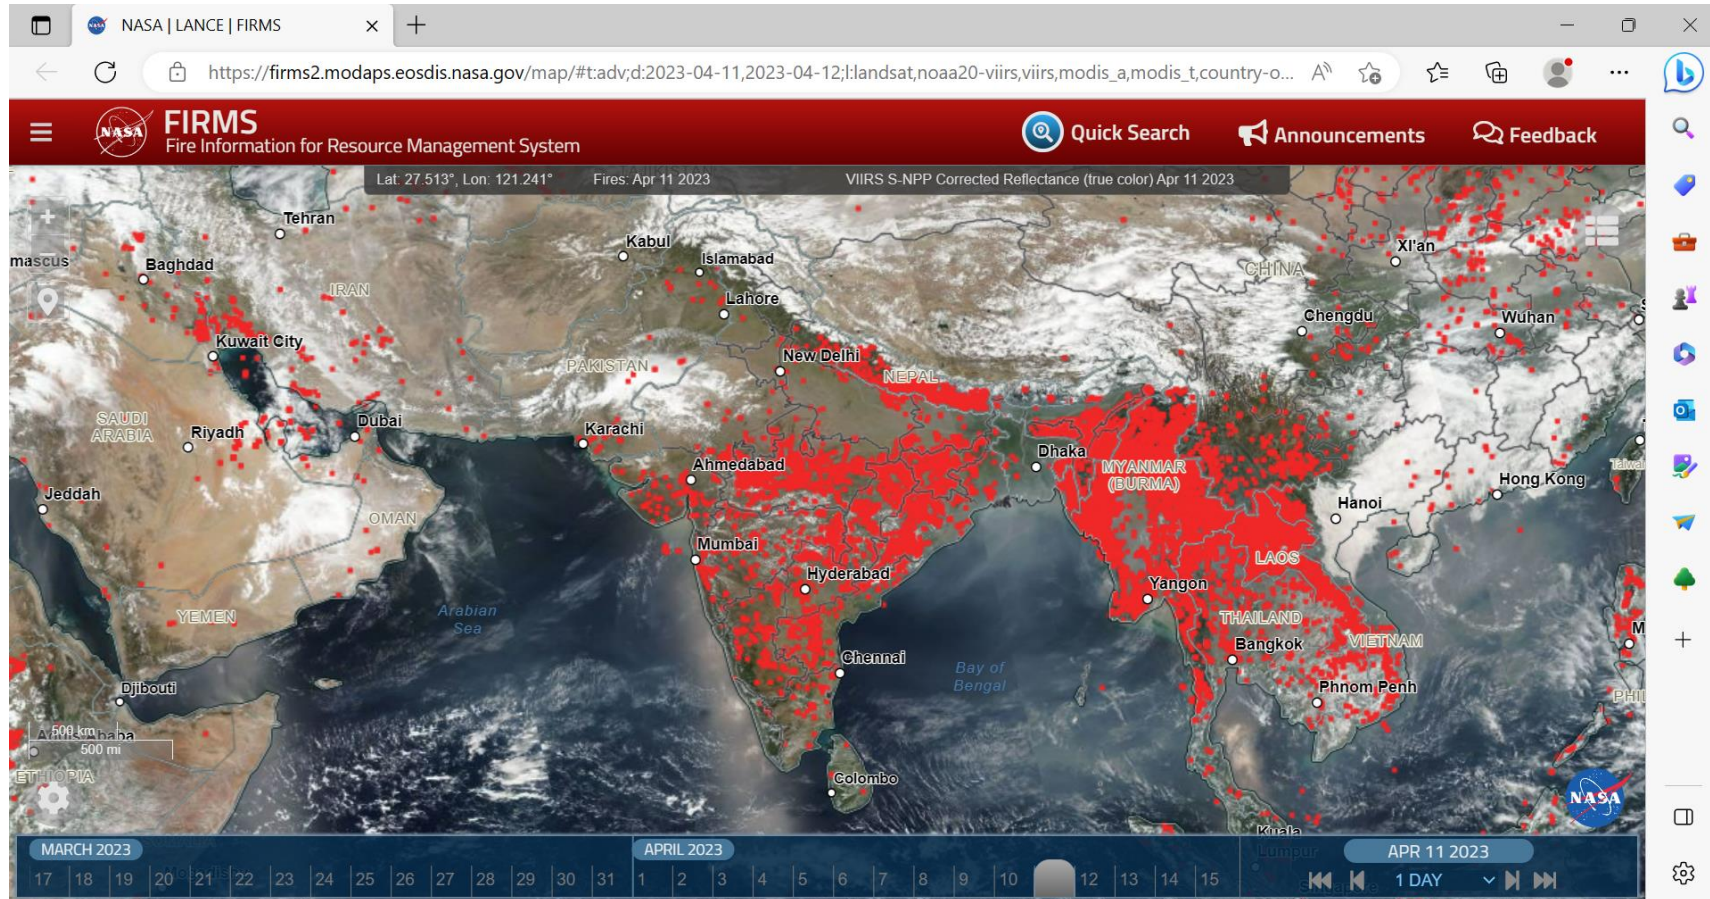 NASA | LANCE | FIRMS
https://firms2.modaps.eosdis.nasa.gov/map/#t:adv;d:2023-04-11,2023-04-12;l:landsat,noaa20-viirs,viirs,modis_a,modis_t,country-o...
NASA
FIRMS
Fire Information for Resource Management System
Quick Search
Announcements
Feedback
Lat: 27.513°, Lon: 121.241°
Fires: Apr 11 2023
VIIRS S-NPP Corrected Reflectance (true color) Apr 11 2023
Tehran
Kabul
Islamabad
XI'an
mascus
Baghdad
CHINA
IRAN
Lahore
Chengdu
Wuhan
Kuwait City
New Delhi
PAKISTAN
NEPAL
SAUDI
ARABIA
Dubai
Riyadh
Karachi
Dhaka
Ahmedabad
MYANMAR
(BURMA)
Taiwa
Hong Kong
Jeddah
Hanoi
OMAN
Mumbai
LAOS
Hyderabad
Yangon
Arabian
Sea
YEMEN
THAILAND
VIETNAM
M
Bangkok
Chennai
Bay of
Bengal
Djibouti
Phnom Penh
PHI
500 km
Addis Ababa
500 mi
ETHIOPIA
Colombo
NASA
Kuala
Lumpur
MARCH 2023
APRIL 2023
APR 11 2023
17 18 19 20 21 22 23 24 25 26 27 28 29 30 31 1 2 3 4 5 6 7 8 9 10 12 13 14 15
1 DAY